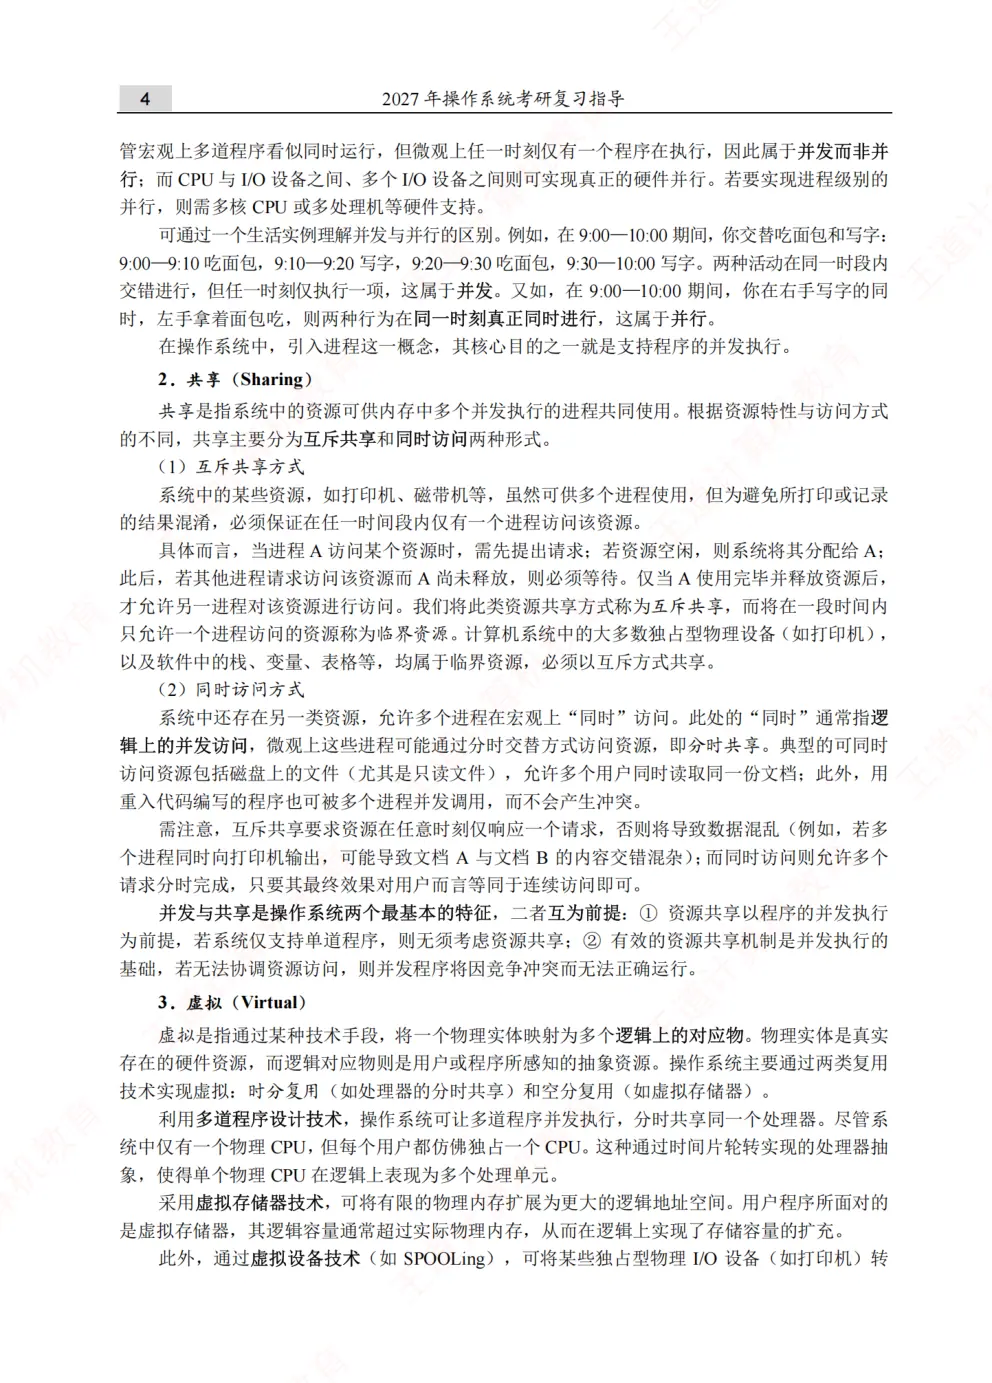 4
2027 年操作系统考研复习指导
管宏观上多道程序看似同时运行，但微观上任一时刻仅有一个程序在执行，因此属于并发而非并
行；而 CPU 与 I/O 设备之间、多个 I/O 设备之间则可实现真正的硬件并行。若要实现进程级别的
并行，则需多核 CPU 或多处理机等硬件支持。
可通过一个生活实例理解并发与并行的区别。例如，在 9:00—10:00 期间，你交替吃面包和写字：
9:00—9:10 吃面包，9:10—9:20 写字，9:20—9:30 吃面包，9:30—10:00 写字。两种活动在同一时段内
交错进行，但任一时刻仅执行一项，这属于并发。又如，在 9:00—10:00 期间，你在右手写字的同
时，左手拿着面包吃，则两种行为在同一时刻真正同时进行，这属于并行。
在操作系统中，引入进程这一概念，其核心目的之一就是支持程序的并发执行。
2．共享（Sharing）
共享是指系统中的资源可供内存中多个并发执行的进程共同使用。根据资源特性与访问方式
的不同，共享主要分为互斥共享和同时访问两种形式。
（1）互斥共享方式
系统中的某些资源，如打印机、磁带机等，虽然可供多个进程使用，但为避免所打印或记录
的结果混淆，必须保证在任一时间段内仅有一个进程访问该资源。
具体而言，当进程 A 访问某个资源时，需先提出请求；若资源空闲，则系统将其分配给 A；
此后，若其他进程请求访问该资源而 A 尚未释放，则必须等待。仅当 A 使用完毕并释放资源后，
才允许另一进程对该资源进行访问。我们将此类资源共享方式称为互斥共享，而将在一段时间内
只允许一个进程访问的资源称为临界资源。计算机系统中的大多数独占型物理设备（如打印机），
以及软件中的栈、变量、表格等，均属于临界资源，必须以互斥方式共享。
（2）同时访问方式
系统中还存在另一类资源，允许多个进程在宏观上“同时”访问。此处的“同时”通常指逻
辑上的并发访问，微观上这些进程可能通过分时交替方式访问资源，即分时共享。典型的可同时
访问资源包括磁盘上的文件（尤其是只读文件），允许多个用户同时读取同一份文档；此外，用
重入代码编写的程序也可被多个进程并发调用，而不会产生冲突。
需注意，互斥共享要求资源在任意时刻仅响应一个请求，否则将导致数据混乱（例如，若多
个进程同时向打印机输出，可能导致文档 A 与文档 B 的内容交错混杂）；而同时访问则允许多个
请求分时完成，只要其最终效果对用户而言等同于连续访问即可。
并发与共享是操作系统两个最基本的特征，二者互为前提：① 资源共享以程序的并发执行
为前提，若系统仅支持单道程序，则无须考虑资源共享；② 有效的资源共享机制是并发执行的
基础，若无法协调资源访问，则并发程序将因竞争冲突而无法正确运行。
3．虚拟（Virtual）
虚拟是指通过某种技术手段，将一个物理实体映射为多个逻辑上的对应物。物理实体是真实
存在的硬件资源，而逻辑对应物则是用户或程序所感知的抽象资源。操作系统主要通过两类复用
技术实现虚拟：时分复用（如处理器的分时共享）和空分复用（如虚拟存储器）。
利用多道程序设计技术，操作系统可让多道程序并发执行，分时共享同一个处理器。尽管系
统中仅有一个物理 CPU，但每个用户都仿佛独占一个 CPU。这种通过时间片轮转实现的处理器抽
象，使得单个物理 CPU 在逻辑上表现为多个处理单元。
采用虚拟存储器技术，可将有限的物理内存扩展为更大的逻辑地址空间。用户程序所面对的
是虚拟存储器，其逻辑容量通常超过实际物理内存，从而在逻辑上实现了存储容量的扩充。
此外，通过虚拟设备技术（如 SPOOLing），可将某些独占型物理 I/O 设备（如打印机）转